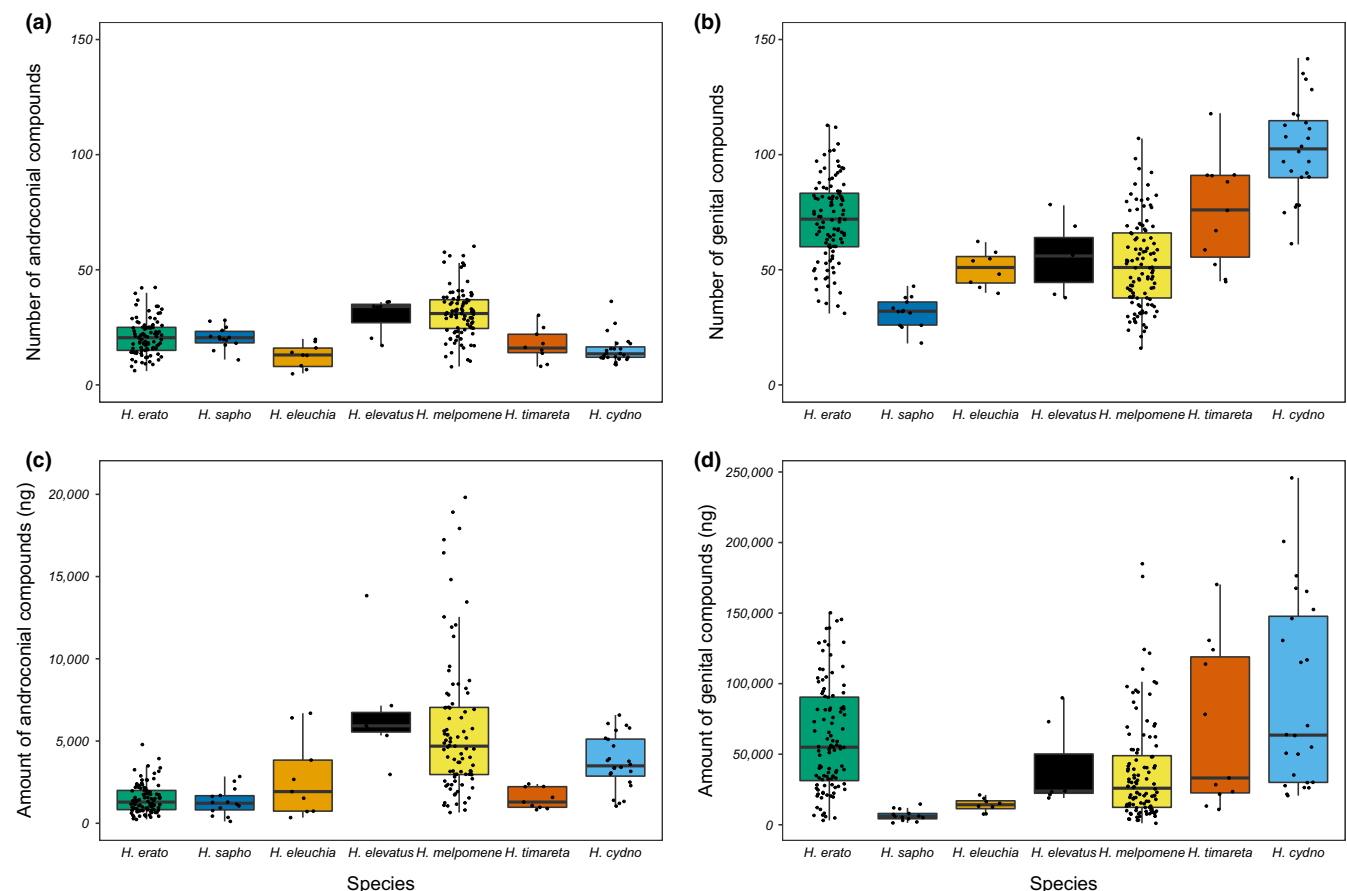 (a)
Number of androconial compounds
150
100
50
0
H. erato H. sapho H. eleuchia H. elevatus H. melpomene H. timareta H. cydno
(b)
Number of genital compounds
150
100
50
0
H. erato H. sapho H. eleuchia H. elevatus H. melpomene H. timareta H. cydno
(c)
Amount of androconial compounds (ng)
20,000
15,000
10,000
5,000
0
H. erato H. sapho H. eleuchia H. elevatus H. melpomene H. timareta H. cydno
Species
(d)
Amount of genital compounds (ng)
250,000
200,000
150,000
100,000
50,000
0
H. erato H. sapho H. eleuchia H. elevatus H. melpomene H. timareta H. cydno
Species